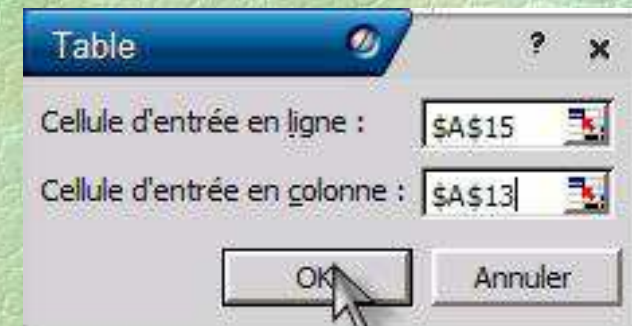 Table ? x
Cellule d'entrée en ligne : $A$15
Cellule d'entrée en colonne : $A$13
OK Annuler